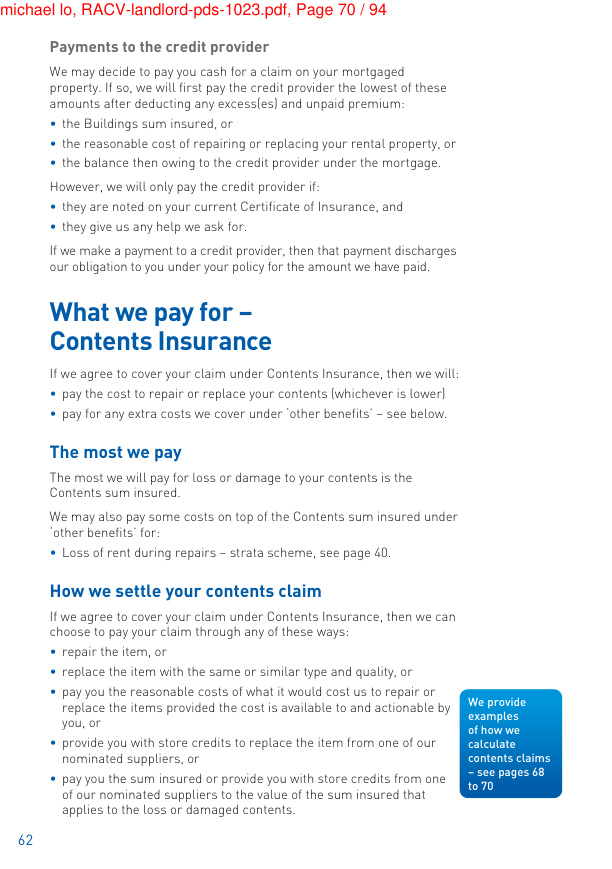 michael lo, RACV-landlord-pds-1023.pdf, Page 70 / 94
Payments to the credit provider
We may decide to pay you cash for a claim on your mortgaged
property. If so, we will first pay the credit provider the lowest of these
amounts after deducting any excess(es) and unpaid premium:
• the Buildings sum insured, or
• the reasonable cost of repairing or replacing your rental property, or
• the balance then owing to the credit provider under the mortgage.
However, we will only pay the credit provider if:
• they are noted on your current Certificate of Insurance, and
• they give us any help we ask for.
If we make a payment to a credit provider, then that payment discharges
our obligation to you under your policy for the amount we have paid.
What we pay for –
Contents Insurance
If we agree to cover your claim under Contents Insurance, then we will:
• pay the cost to repair or replace your contents (whichever is lower)
• pay for any extra costs we cover under ‘other benefits’ – see below.
The most we pay
The most we will pay for loss or damage to your contents is the
Contents sum insured.
We may also pay some costs on top of the Contents sum insured under
‘other benefits’ for:
• Loss of rent during repairs – strata scheme, see page 40.
How we settle your contents claim
If we agree to cover your claim under Contents Insurance, then we can
choose to pay your claim through any of these ways:
• repair the item, or
• replace the item with the same or similar type and quality, or
• pay you the reasonable costs of what it would cost us to repair or
replace the items provided the cost is available to and actionable by
you, or
• provide you with store credits to replace the item from one of our
nominated suppliers, or
• pay you the sum insured or provide you with store credits from one
of our nominated suppliers to the value of the sum insured that
applies to the loss or damaged contents.
We provide
examples
of how we
calculate
contents claims
– see pages 68
to 70
62